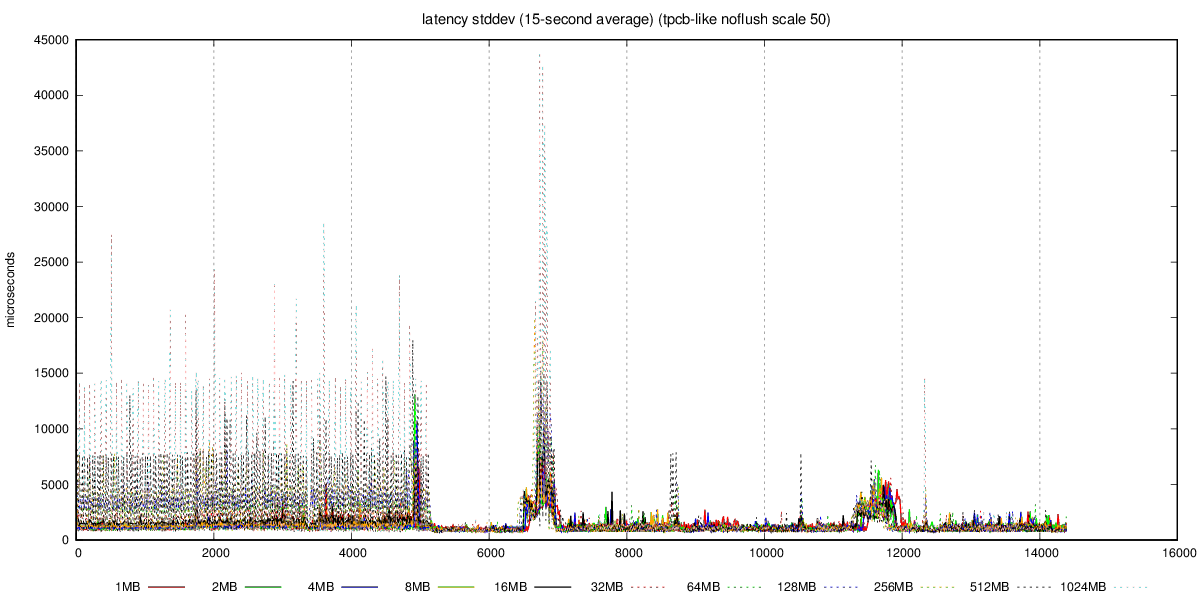 latency stddev (15-second average) (tpcb-like noflush scale 50)
45000
40000
35000
30000
25000
20000
15000
10000
5000
0
microseconds
0 2000 4000 6000 8000 10000 12000 14000 16000
1MB 2MB 4MB 8MB 16MB 32MB 64MB 128MB 256MB 512MB 1024MB